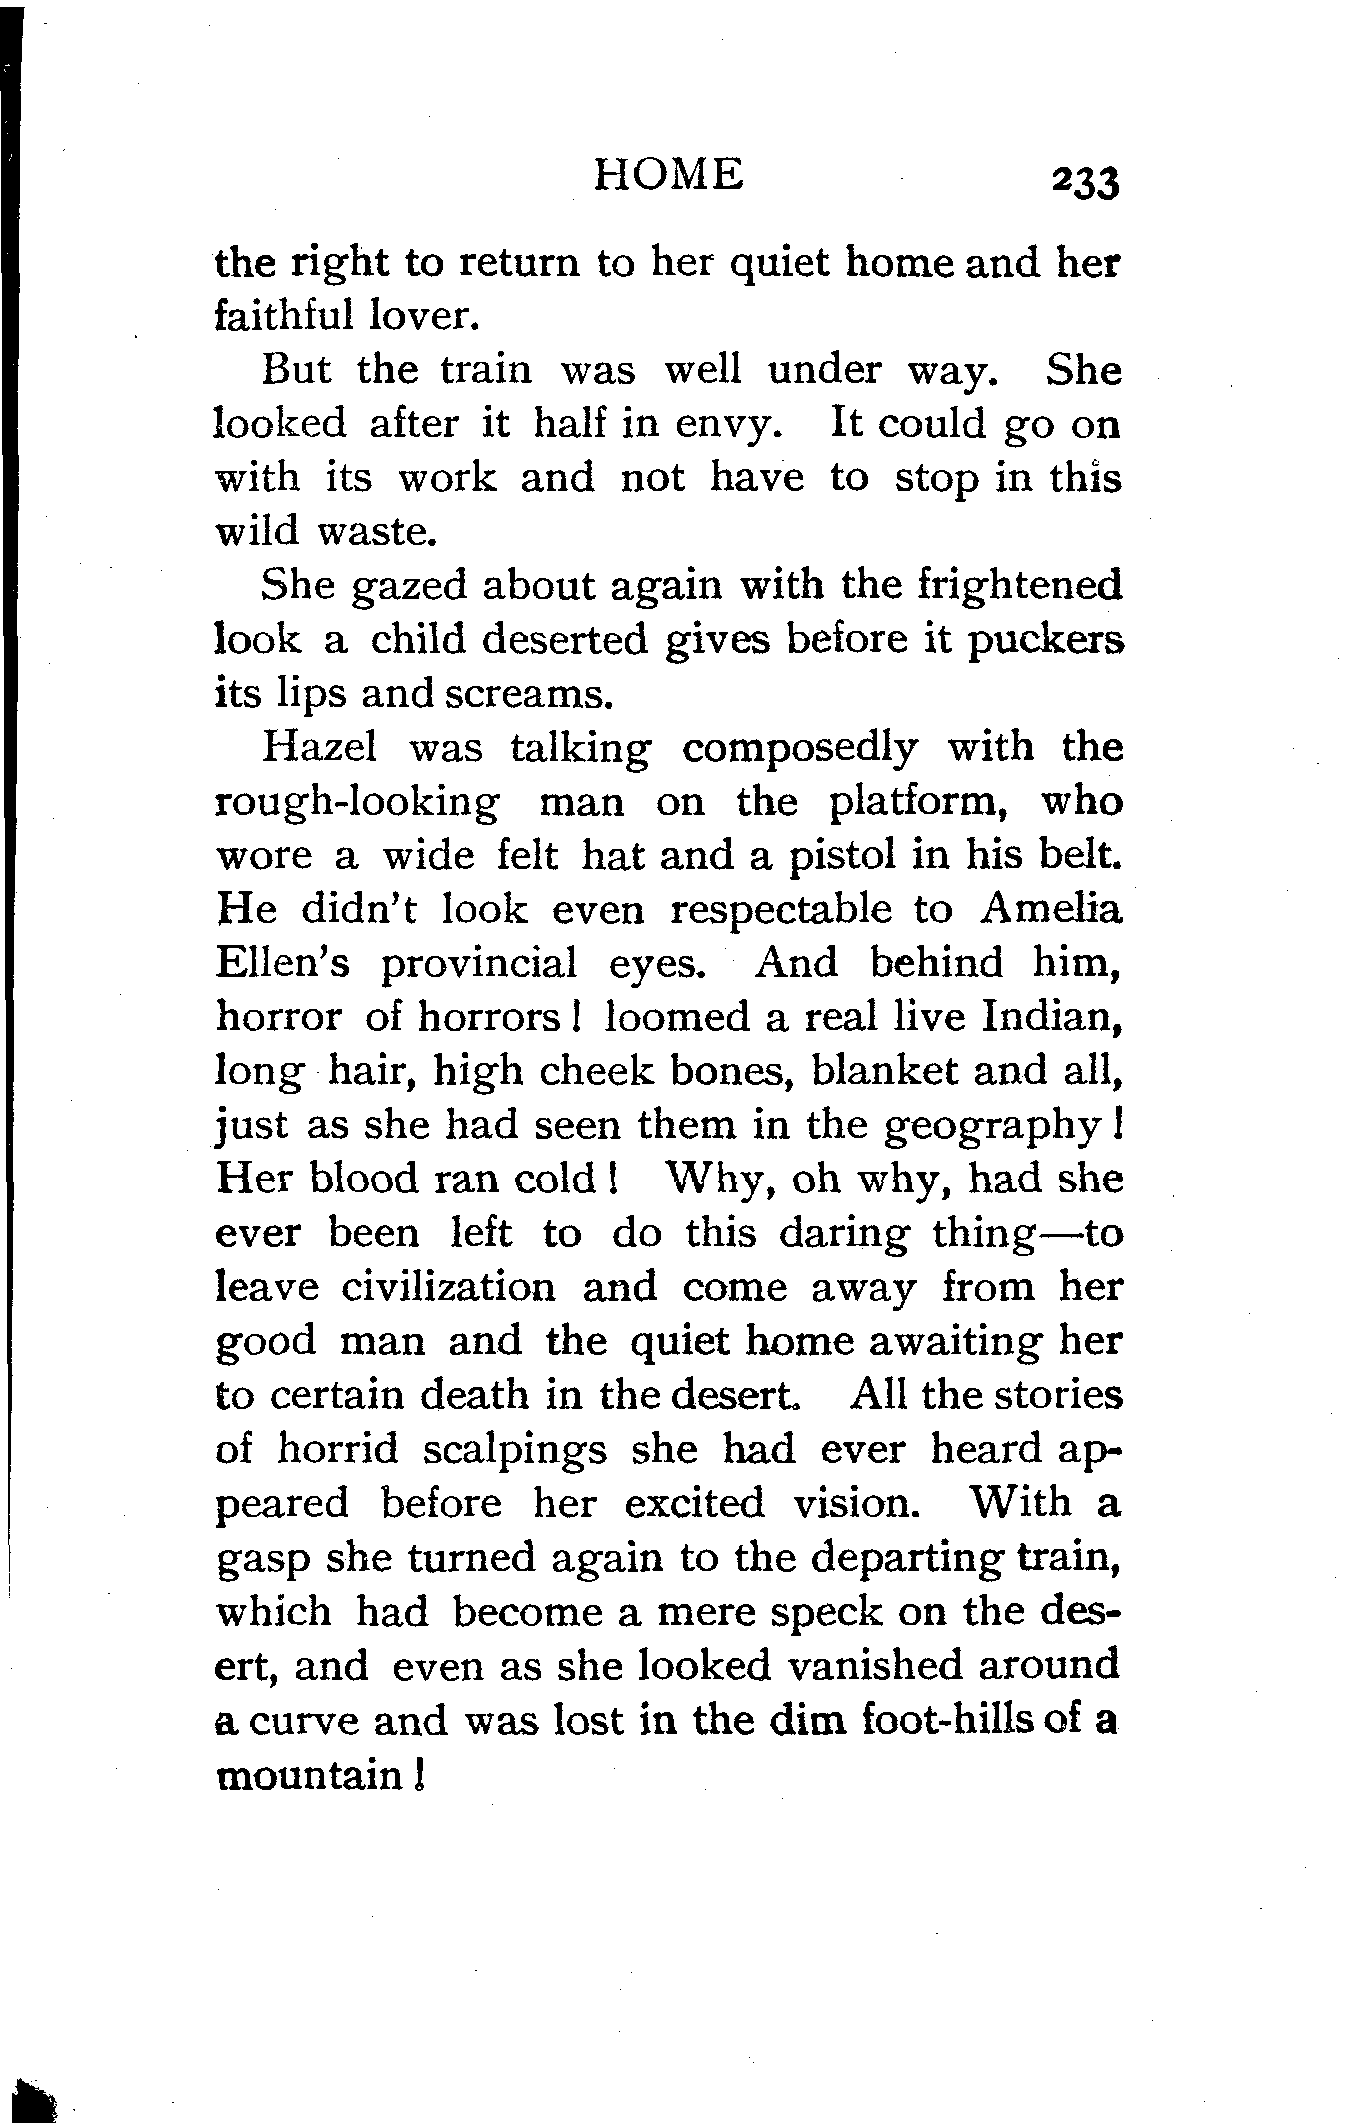 HOME 233
the right to return to her quiet home and her
faithful lover.
But the train was well under way. She
looked after it half in envy. It could go on
with its work and not have to stop in this
wild waste.
She gazed about again with the frightened
look a child deserted gives before it puckers
its lips and screams.
Hazel was talking composedly with the
rough-looking man on the platform, who
wore a wide felt hat and a pistol in his belt.
He didn't look even respectable to Amelia
Ellen's provincial eyes. And behind him,
horror of horrors! loomed a real live Indian,
long hair, high cheek bones, blanket and all,
just as she had seen them in the geography!
Her blood ran cold! Why, oh why, had she
ever been left to do this daring thing—to
leave civilization and come away from her
good man and the quiet home awaiting her
to certain death in the desert. All the stories
of horrid scalpings she had ever heard ap-
peared before her excited vision. With a
gasp she turned again to the departing train,
which had become a mere speck on the des-
ert, and even as she looked vanished around
a curve and was lost in the dim foot-hills of a
mountain!